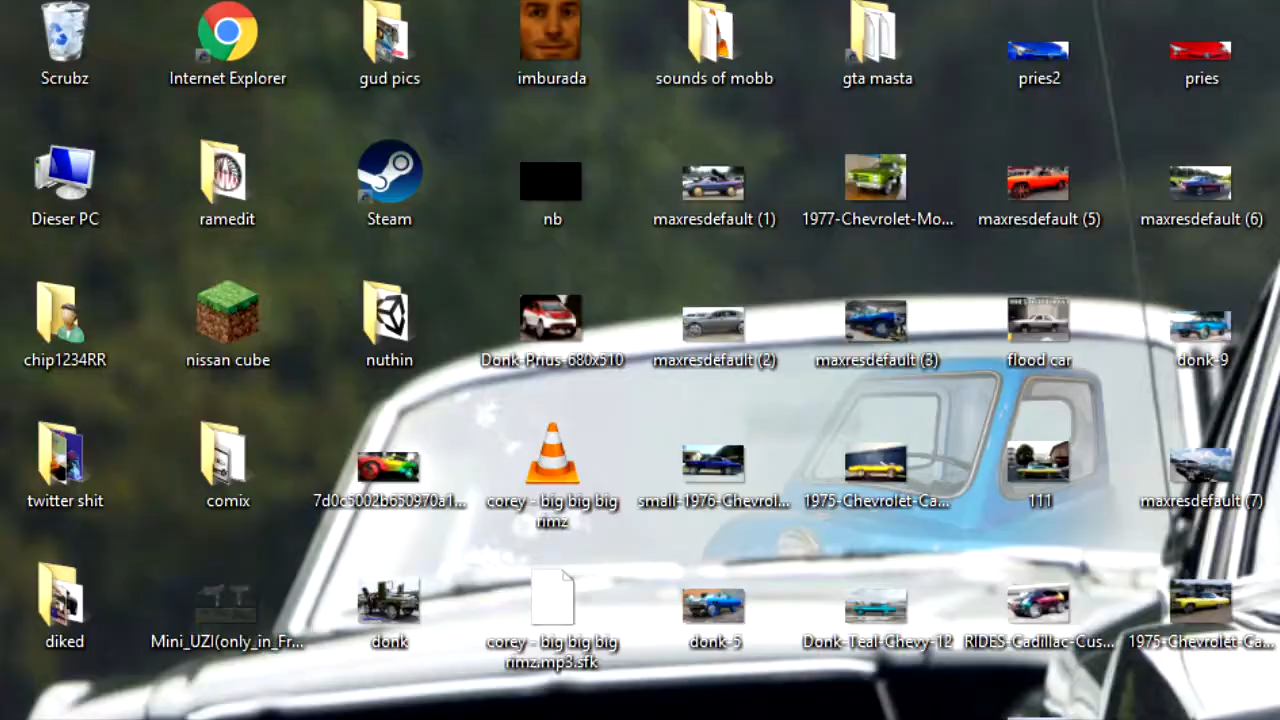 Scrubz
Internet Explorer
gud pics
imburada
sounds of mobb
gta masta
pries2
pries
Dieser PC
ramedit
Steam
nb
maxresdefault (1)
1977-Chevrolet-Mo...
maxresdefault (5)
maxresdefault (6)
chip1234RR
nissan cube
nuthin
Donk-Prius-680x510
maxresdefault (2)
maxresdefault (3)
flood car
donk-9
twitter shit
comix
7d0c5002b650970a1...
corey - big big big
rimz
small-1976-Chevrol...
1975-Chevrolet-Ca...
111
maxresdefault (7)
diked
Mini_UZI(only_in_Fr...
donk
corey - big big big
rimz.mp3.sfk
donk-5
Donk-Teal-Chevy-12
RIDES-Cadillac-Cus...
1975-Chevrolet-Ca...